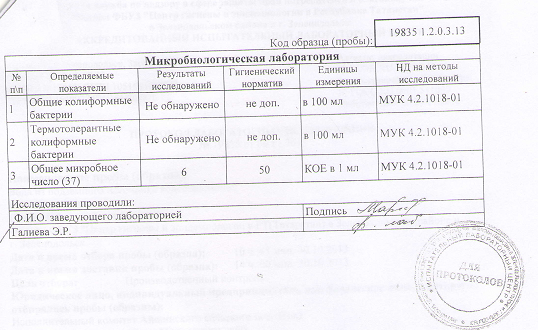 Код образца (пробы): 19835 1.2.0.3.13
Микробиологическая лаборатория
№ п\п Определяемые показатели Результаты исследований Гигиенический норматив Единицы измерения НД на методы исследований
1 Общие колиформные бактерии Не обнаружено не доп. в 100 мл МУК 4.2.1018-01
2 Термотолерантные колиформные бактерии Не обнаружено не доп. в 100 мл МУК 4.2.1018-01
3 Общее микробное число (37) 6 50 КОЕ в 1 мл МУК 4.2.1018-01
Исследования проводили:
Ф.И.О. заведующего лабораторией Подпись
Галиева Э.Р.
ДЛЯ
ПРОТОКОЛОВ